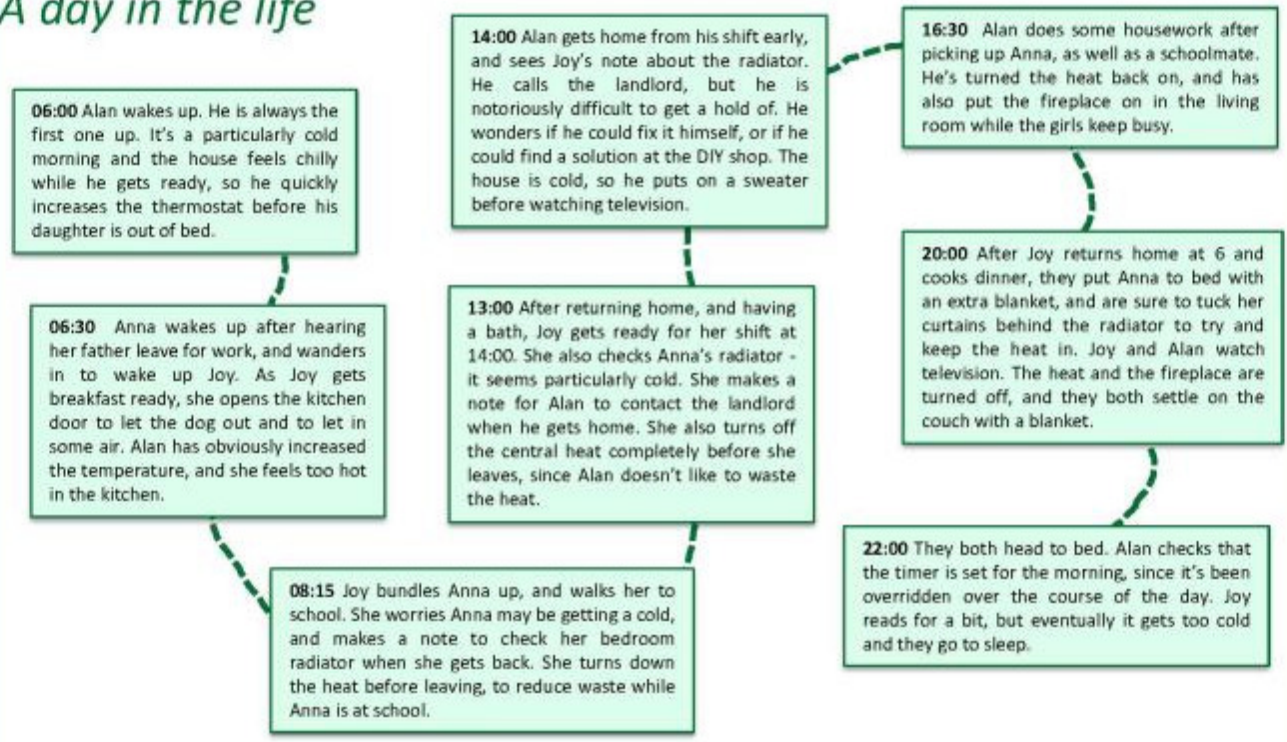 A day in the life
06:00 Alan wakes up. He is always the
first one up. It's a particularly cold
morning and the house feels chilly
while he gets ready, so he quickly
increases the thermostat before his
daughter is out of bed.
06:30 Anna wakes up after hearing
her father leave for work, and wanders
in to wake up Joy. As Joy gets
breakfast ready, she opens the kitchen
door to let the dog out and to let in
some air. Alan has obviously increased
the temperature, and she feels too hot
in the kitchen.
08:15 Joy bundles Anna up, and walks her to
school. She worries Anna may be getting a cold,
and makes a note to check her bedroom
radiator when she gets back. She turns down
the heat before leaving, to reduce waste while
Anna is at school.
13:00 After returning home, and having
a bath, Joy gets ready for her shift at
14:00. She also checks Anna's radiator -
it seems particularly cold. She makes a
note for Alan to contact the landlord
when he gets home. She also turns off
the central heat completely before she
leaves, since Alan doesn't like to waste
the heat.
14:00 Alan gets home from his shift early,
and sees Joy's note about the radiator.
He calls the landlord, but he is
notoriously difficult to get a hold of. He
wonders if he could fix it himself, or if he
could find a solution at the DIY shop. The
house is cold, so he puts on a sweater
before watching television.
16:30 Alan does some housework after
picking up Anna, as well as a schoolmate.
He's turned the heat back on, and has
also put the fireplace on in the living
room while the girls keep busy.
20:00 After Joy returns home at 6 and
cooks dinner, they put Anna to bed with
an extra blanket, and are sure to tuck her
curtains behind the radiator to try and
keep the heat in. Joy and Alan watch
television. The heat and the fireplace are
turned off, and they both settle on the
couch with a blanket.
22:00 They both head to bed. Alan checks that
the timer is set for the morning, since it's been
overridden over the course of the day. Joy
reads for a bit, but eventually it gets too cold
and they go to sleep.